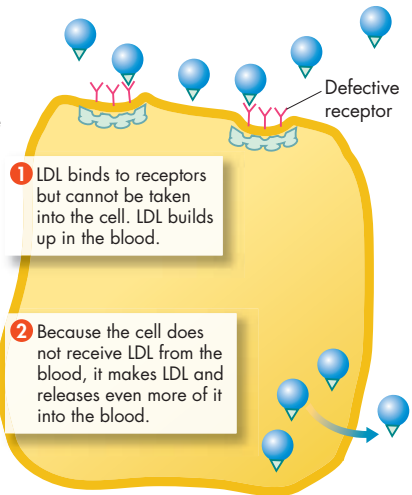 Defective
receptor
1 LDL binds to receptors
but cannot be taken
into the cell. LDL builds
up in the blood.
2 Because the cell does
not receive LDL from the
blood, it makes LDL and
releases even more of it
into the blood.